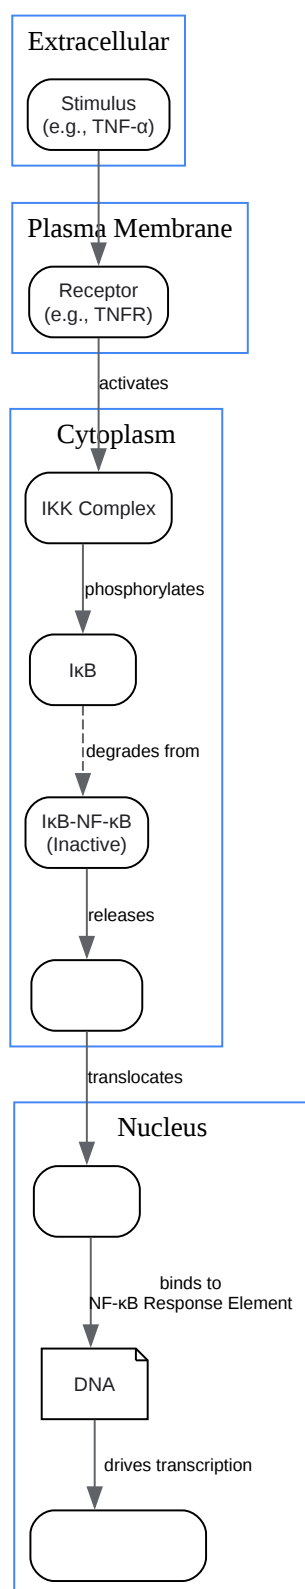 Extracellular
Stimulus
(e.g., TNF-α)
Plasma Membrane
Receptor
(e.g., TNFR)
activates
Cytoplasm
IKK Complex
phosphorylates
IκB
degrades from
IκB-NF-κB
(Inactive)
releases
translocates
Nucleus
binds to
NF-κB Response Element
DNA
drives transcription